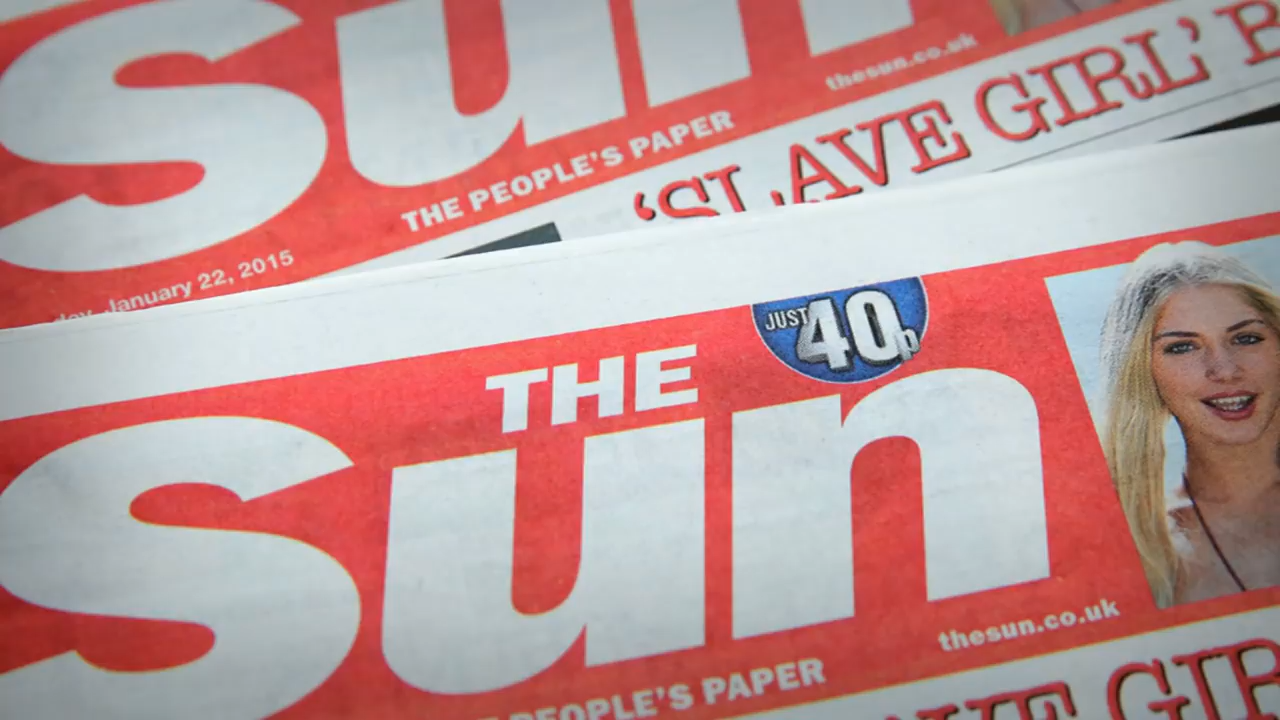 Sun
thesun.co.uk
THE PEOPLE'S PAPER
January 22, 2015
'SLAVE GIRL'
THE
JUST 40p
Sun
thesun.co.uk
PEOPLE'S PAPER